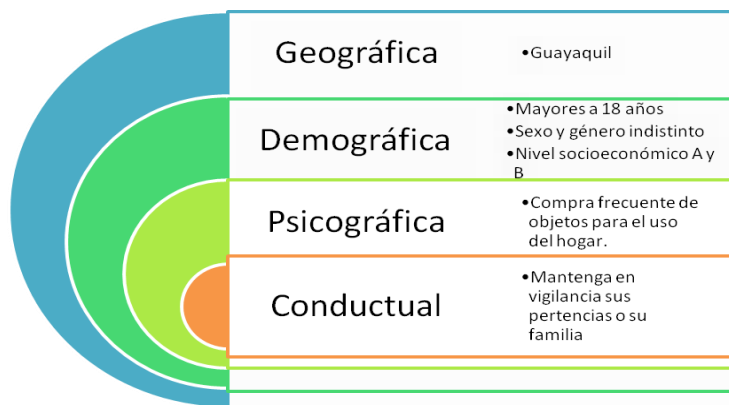 Geográfica
•Guayaquil
Demográfica
•Mayores a 18 años
•Sexo y género indistinto
•Nivel socioeconómico A y
B
Psicográfica
•Compra frecuente de
objetos para el uso
del hogar.
Conductual
•Mantenga en
vigilancia sus
pertencias o su
familia